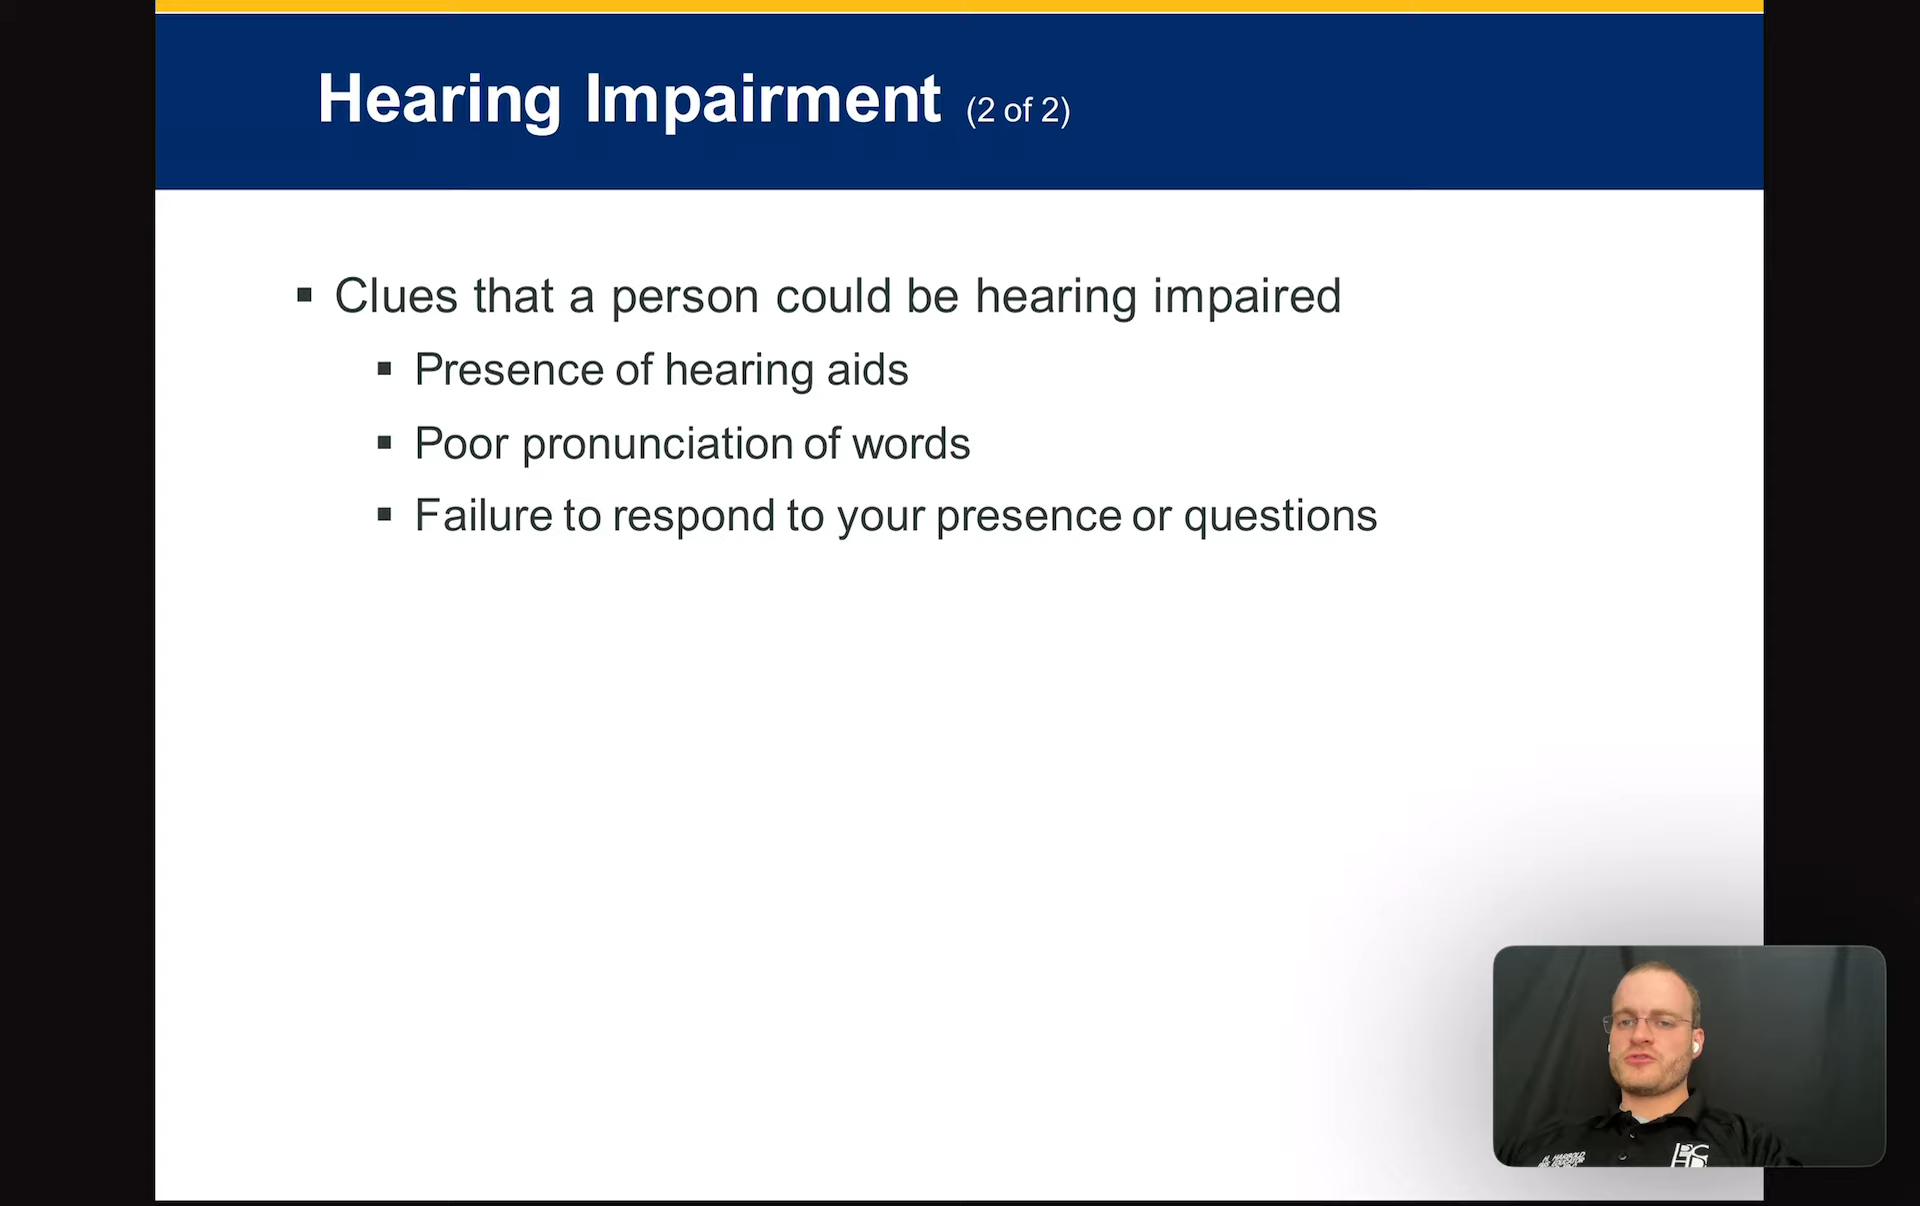 Hearing Impairment (2 of 2)
▪ Clues that a person could be hearing impaired
▪ Presence of hearing aids
▪ Poor pronunciation of words
▪ Failure to respond to your presence or questions